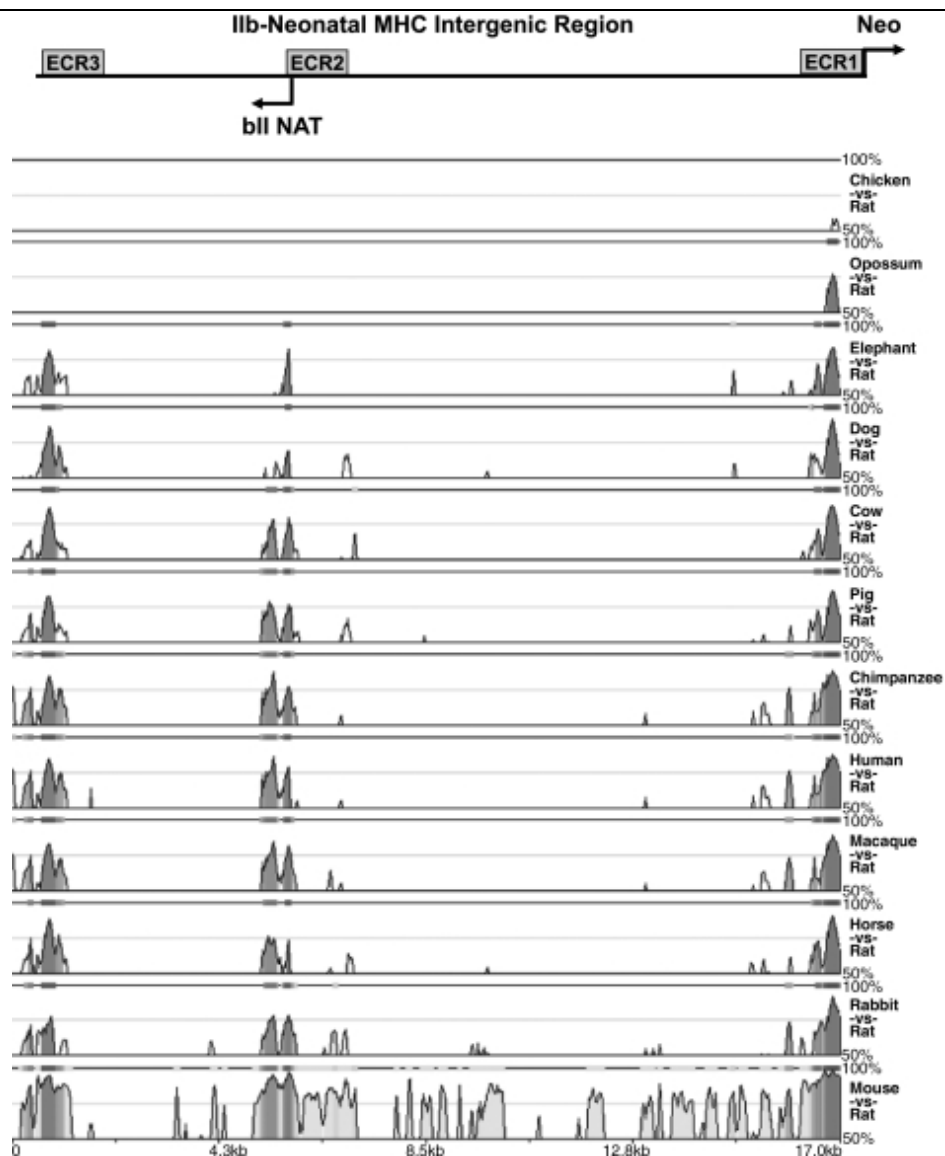 IIb-Neonatal MHC Intergenic Region
Neo
ECR3
ECR2
ECR1
bII NAT
100%
Chicken
-vs-
Rat
50%
100%
Opossum
-vs-
Rat
50%
100%
Elephant
-vs-
Rat
50%
100%
Dog
-vs-
Rat
50%
100%
Cow
-vs-
Rat
50%
100%
Pig
-vs-
Rat
50%
100%
Chimpanzee
-vs-
Rat
50%
100%
Human
-vs-
Rat
50%
100%
Macaque
-vs-
Rat
50%
100%
Horse
-vs-
Rat
50%
100%
Rabbit
-vs-
Rat
50%
100%
Mouse
-vs-
Rat
50%
0 4.3kb 8.5kb 12.8kb 17.0kb